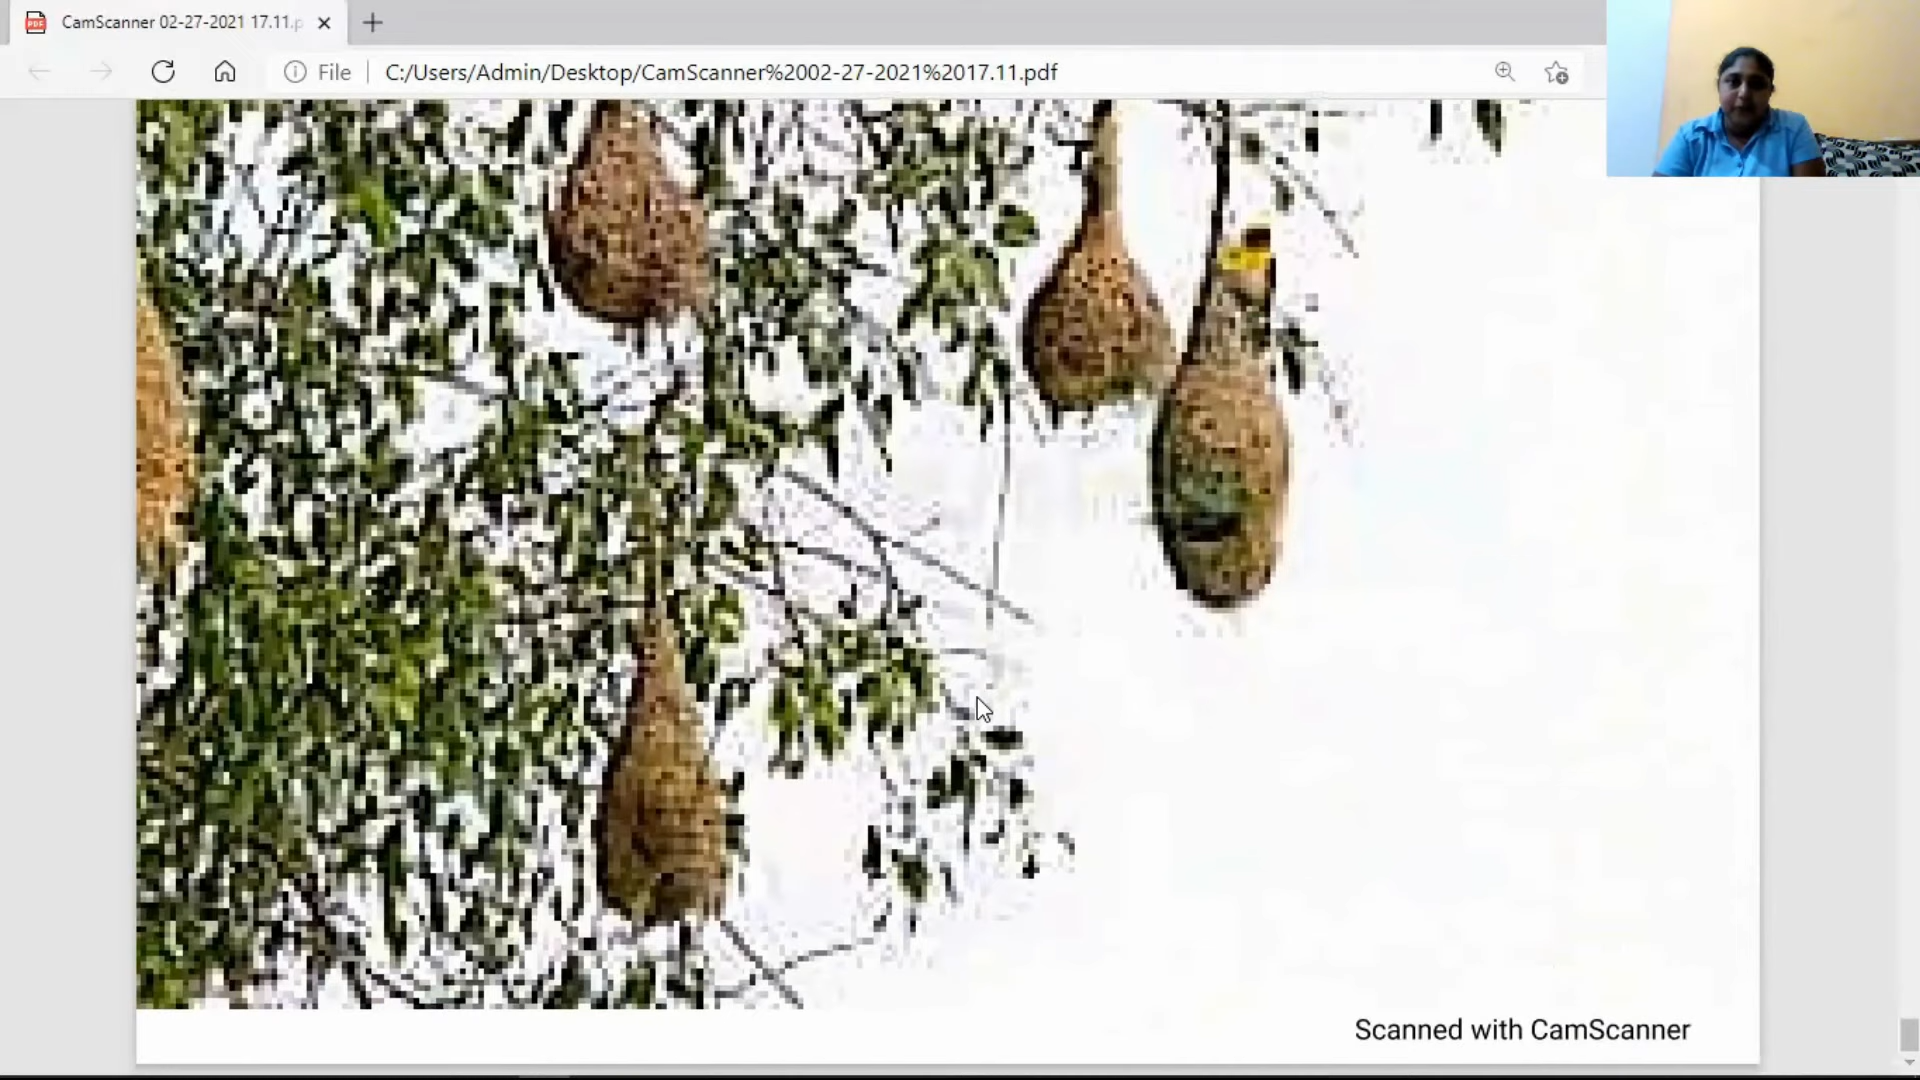 CamScanner 02-27-2021 17.11.p
File
C:/Users/Admin/Desktop/CamScanner%2002-27-2021%2017.11.pdf
Scanned with CamScanner